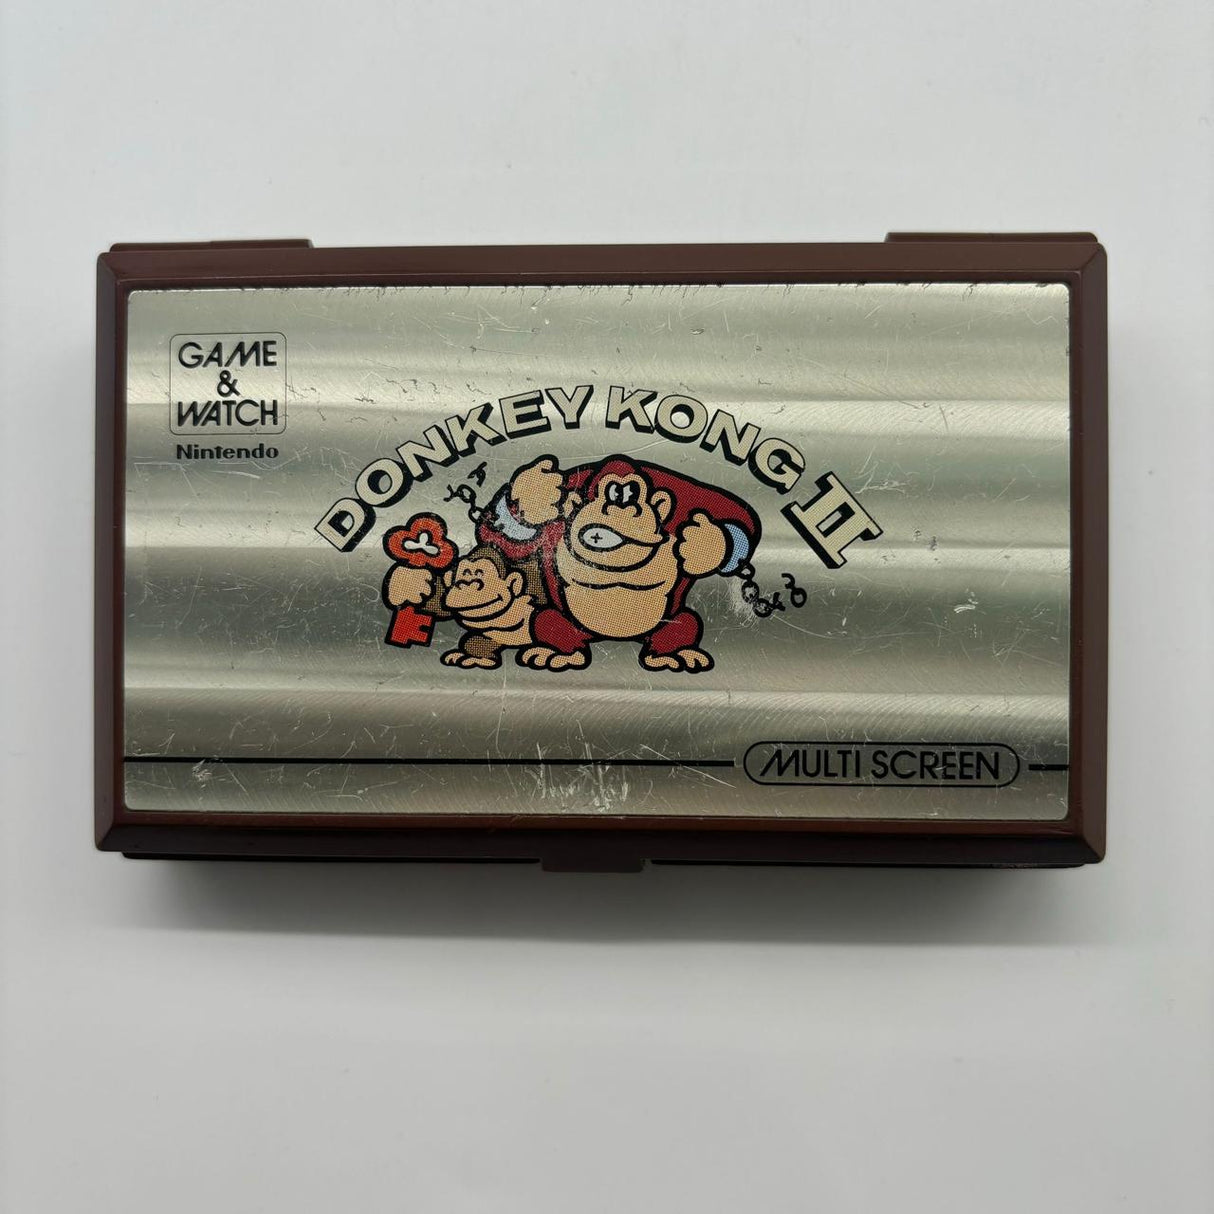 GAME
&
WATCH
Nintendo
DONKEY KONG II
MULTI SCREEN